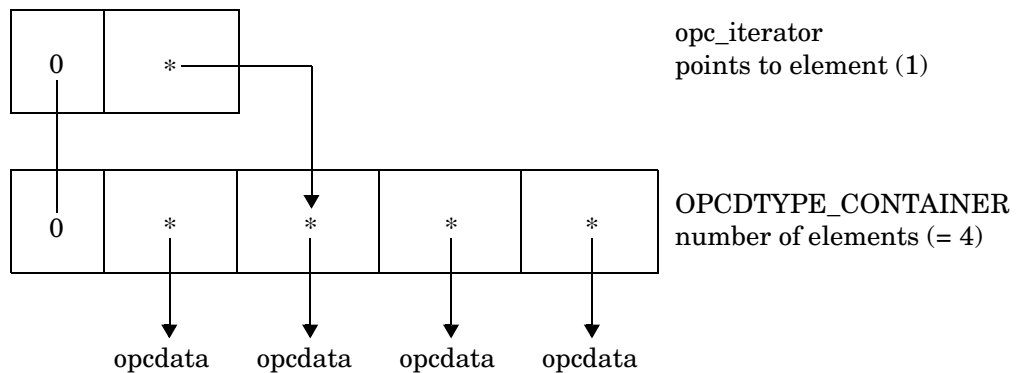 opc_iterator
points to element (1)
0 *
OPCDTYPE_CONTAINER
number of elements (= 4)
0 * * * *
opcdata opcdata opcdata opcdata